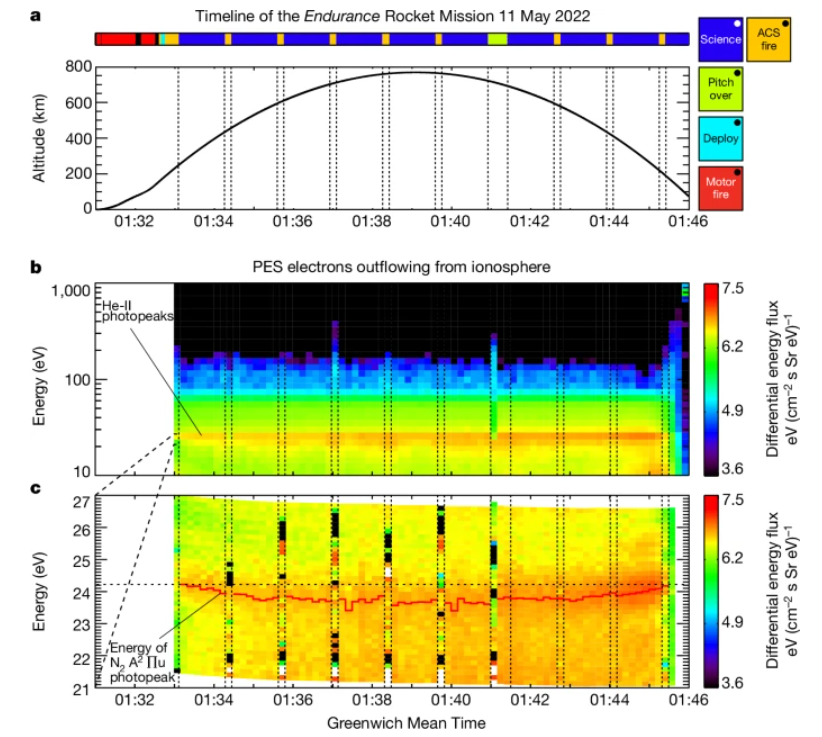 a
Timeline of the Endurance Rocket Mission 11 May 2022
Science
ACS
fire
Pitch
over
Deploy
Motor
fire
Altitude (km)
800
600
400
200
0
01:32 01:34 01:36 01:38 01:40 01:42 01:44 01:46
b
PES electrons outflowing from ionosphere
He-II
photopeaks
Energy (eV)
1,000
100
10
7.5
6.2
4.9
3.6
Differential energy flux
eV (cm⁻² s Sr eV)⁻¹
c
Energy (eV)
27
26
25
24
23
22
21
Energy of
N₂ A² Πu
photopeak
01:32 01:34 01:36 01:38 01:40 01:42 01:44 01:46
Greenwich Mean Time
7.5
6.2
4.9
3.6
Differential energy flux
eV (cm⁻² s Sr eV)⁻¹